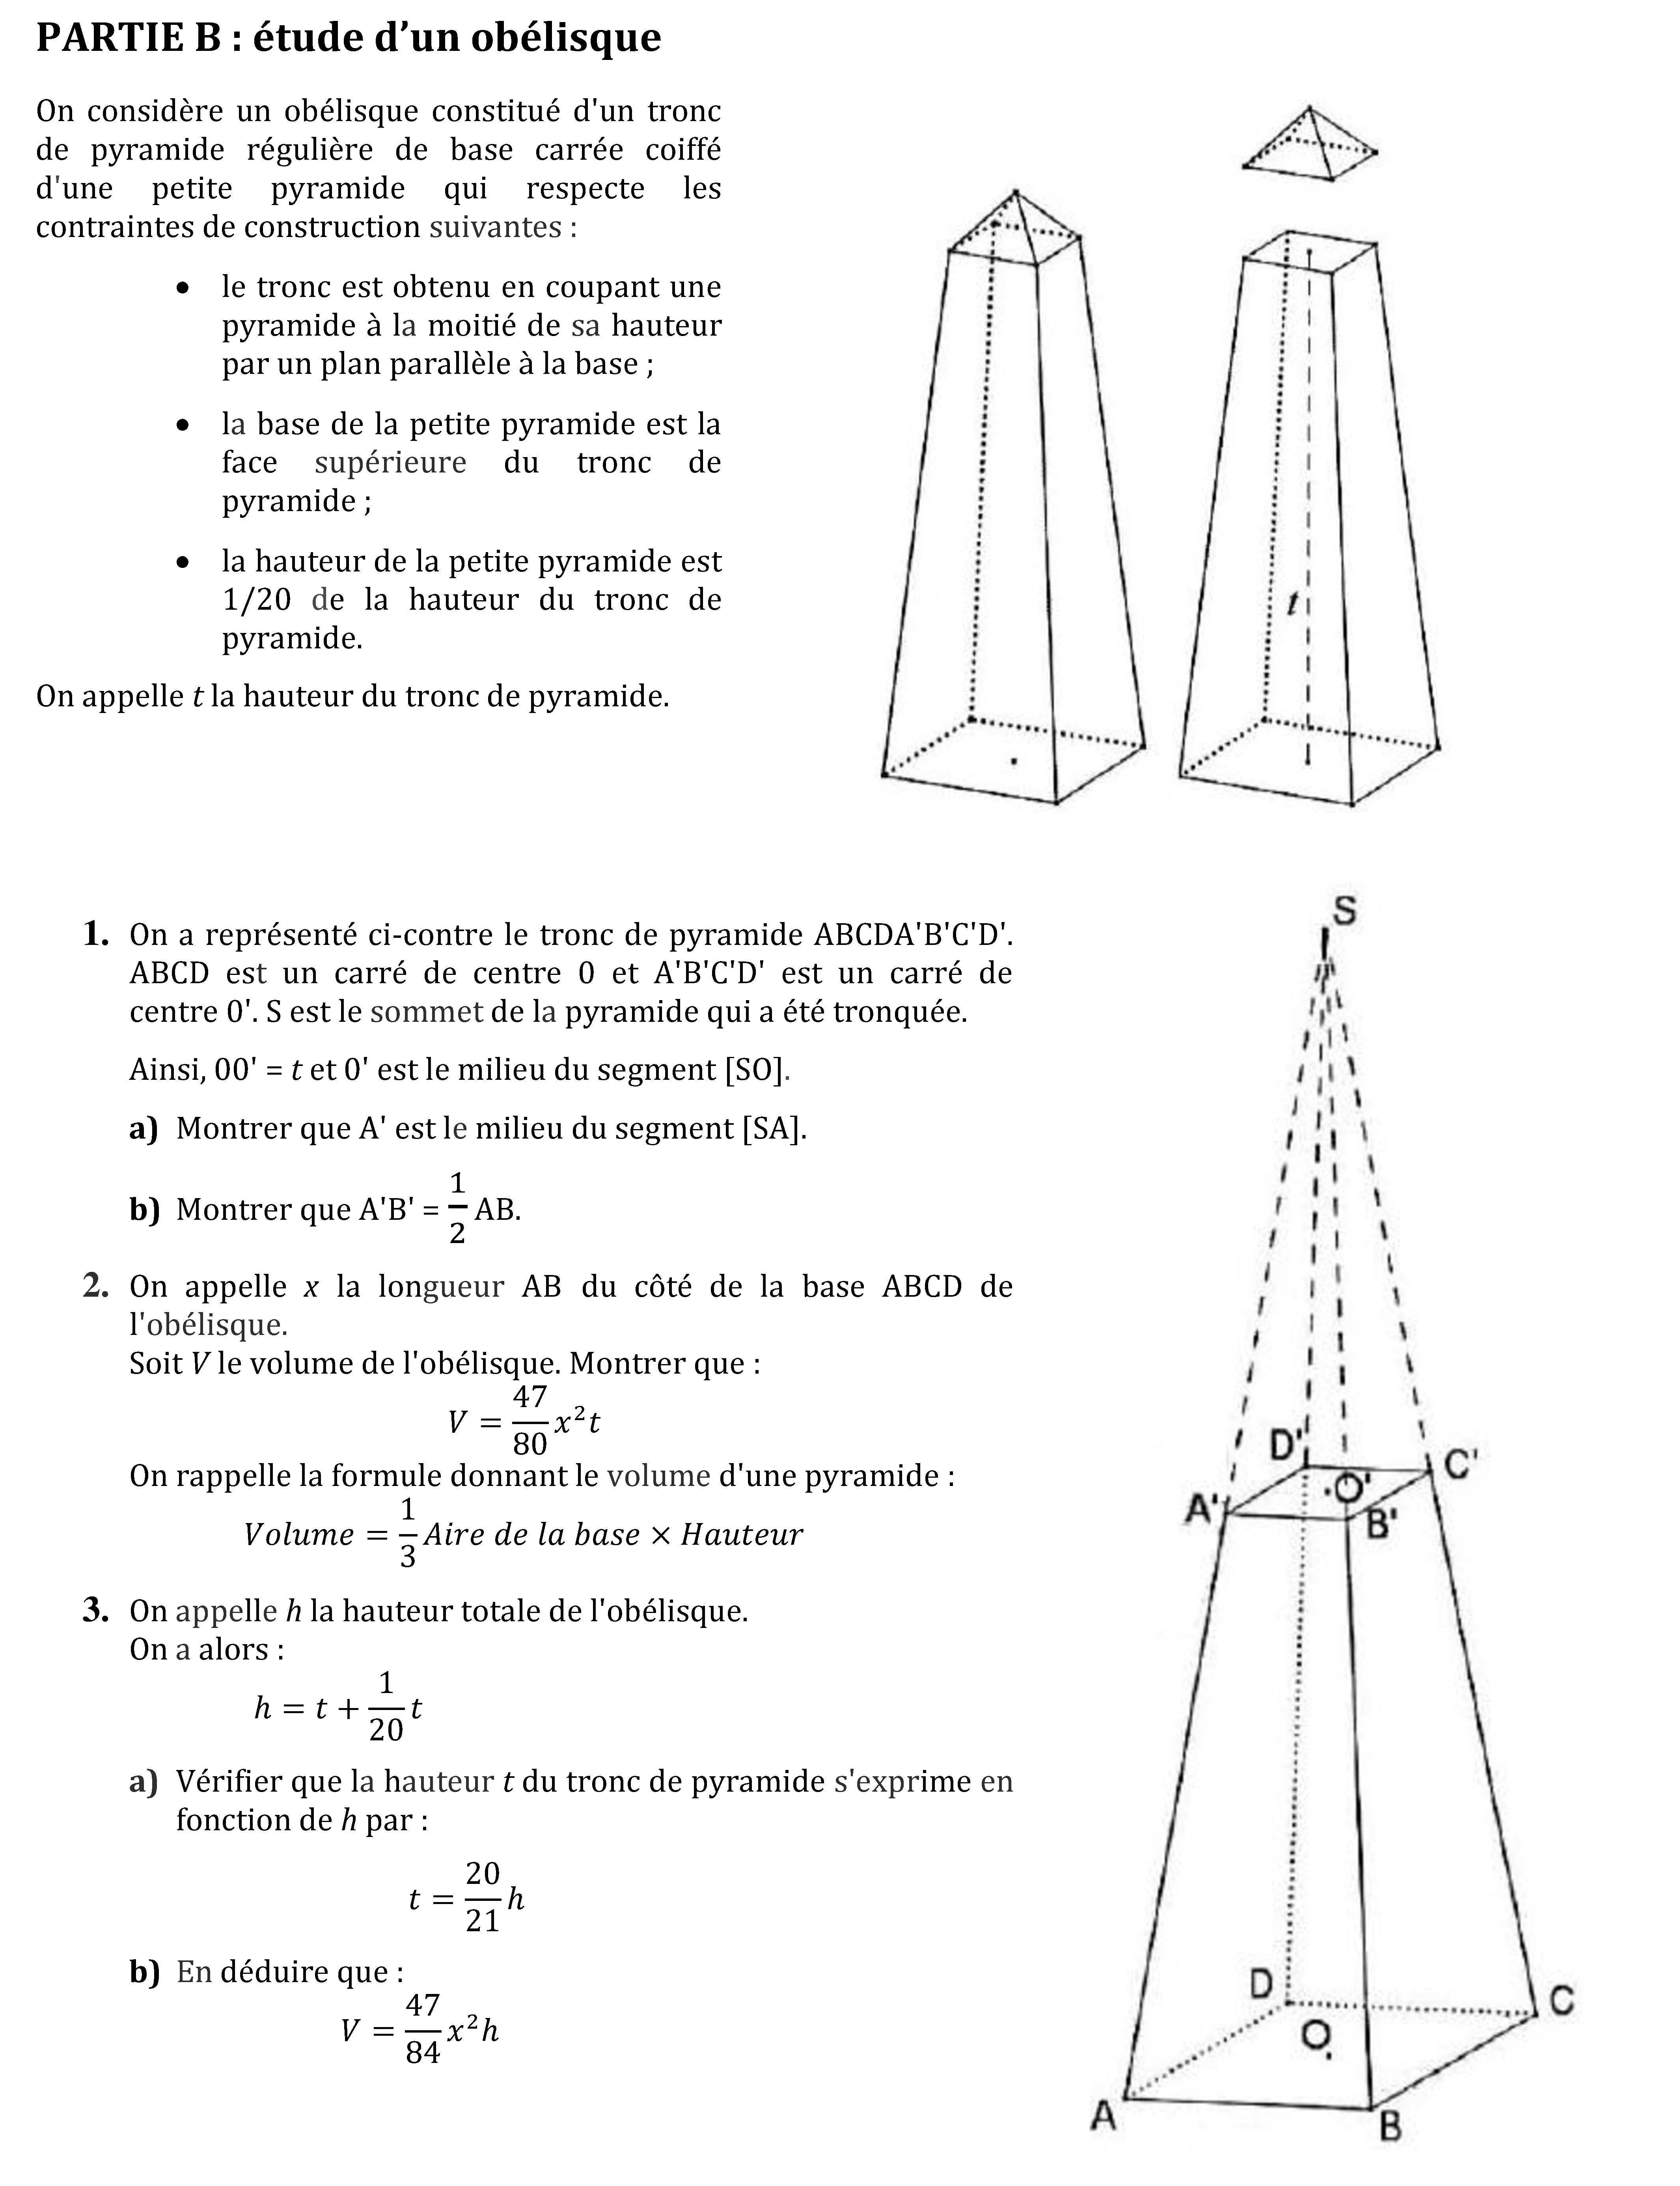 PARTIE B : étude d’un obélisque
On considère un obélisque constitué d'un tronc
de pyramide régulière de base carrée coiffé
d'une petite pyramide qui respecte les
contraintes de construction suivantes :
• le tronc est obtenu en coupant une
pyramide à la moitié de sa hauteur
par un plan parallèle à la base ;
• la base de la petite pyramide est la
face supérieure du tronc de
pyramide ;
• la hauteur de la petite pyramide est
1/20 de la hauteur du tronc de
pyramide.
On appelle t la hauteur du tronc de pyramide.
t
1. On a représenté ci-contre le tronc de pyramide ABCDA'B'C'D'.
ABCD est un carré de centre 0 et A'B'C'D' est un carré de
centre 0'. S est le sommet de la pyramide qui a été tronquée.
Ainsi, 00' = t et 0' est le milieu du segment [SO].
a) Montrer que A' est le milieu du segment [SA].
b) Montrer que A'B' = 1/2 AB.
2. On appelle x la longueur AB du côté de la base ABCD de
l'obélisque.
Soit V le volume de l'obélisque. Montrer que :
V = 47/80 x²t
On rappelle la formule donnant le volume d'une pyramide :
Volume = 1/3 Aire de la base × Hauteur
3. On appelle h la hauteur totale de l'obélisque.
On a alors :
h = t + 1/20 t
a) Vérifier que la hauteur t du tronc de pyramide s'exprime en
fonction de h par :
t = 20/21 h
b) En déduire que :
V = 47/84 x²h
S
D'
C'
O'
A'
B'
D
C
O
A
B